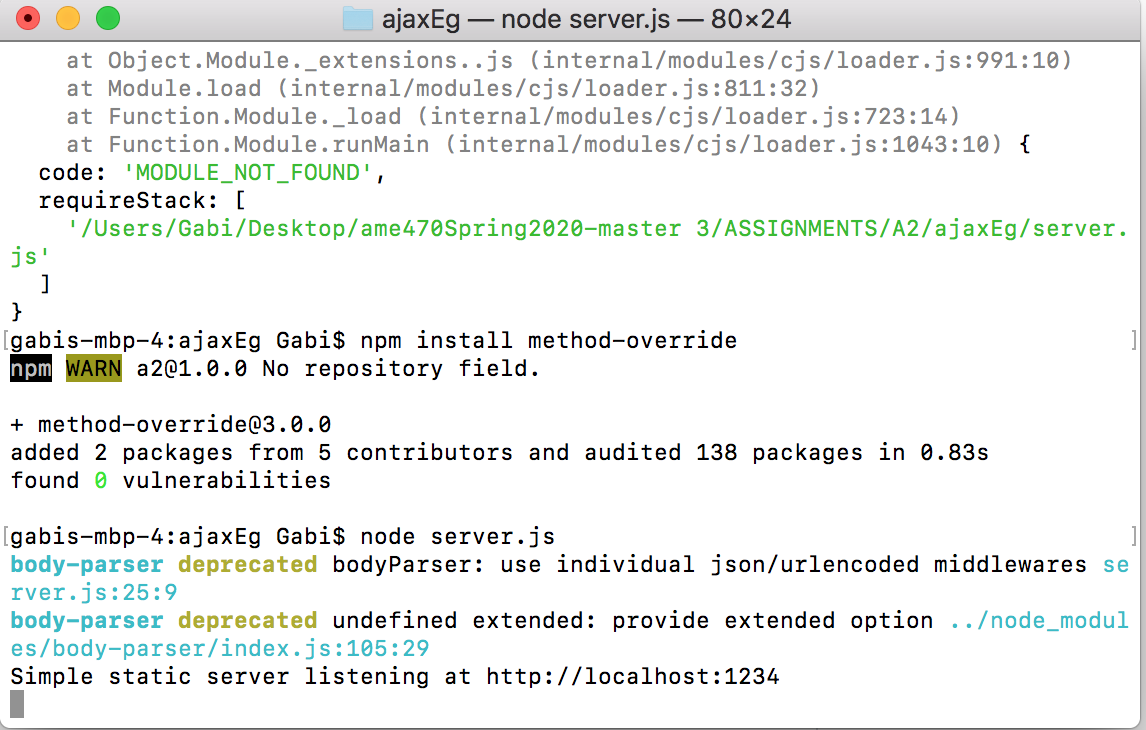 ajaxEg — node server.js — 80×24
    at Object.Module._extensions..js (internal/modules/cjs/loader.js:991:10)
    at Module.load (internal/modules/cjs/loader.js:811:32)
    at Function.Module._load (internal/modules/cjs/loader.js:723:14)
    at Function.Module.runMain (internal/modules/cjs/loader.js:1043:10) {
  code: 'MODULE_NOT_FOUND',
  requireStack: [
    '/Users/Gabi/Desktop/ame470Spring2020-master 3/ASSIGNMENTS/A2/ajaxEg/server.
js'
  ]
}
[gabis-mbp-4:ajaxEg Gabi$ npm install method-override ]
npm WARN a2@1.0.0 No repository field.

+ method-override@3.0.0
added 2 packages from 5 contributors and audited 138 packages in 0.83s
found 0 vulnerabilities

[gabis-mbp-4:ajaxEg Gabi$ node server.js ]
body-parser deprecated bodyParser: use individual json/urlencoded middlewares se
rver.js:25:9
body-parser deprecated undefined extended: provide extended option ../node_modul
es/body-parser/index.js:105:29
Simple static server listening at http://localhost:1234